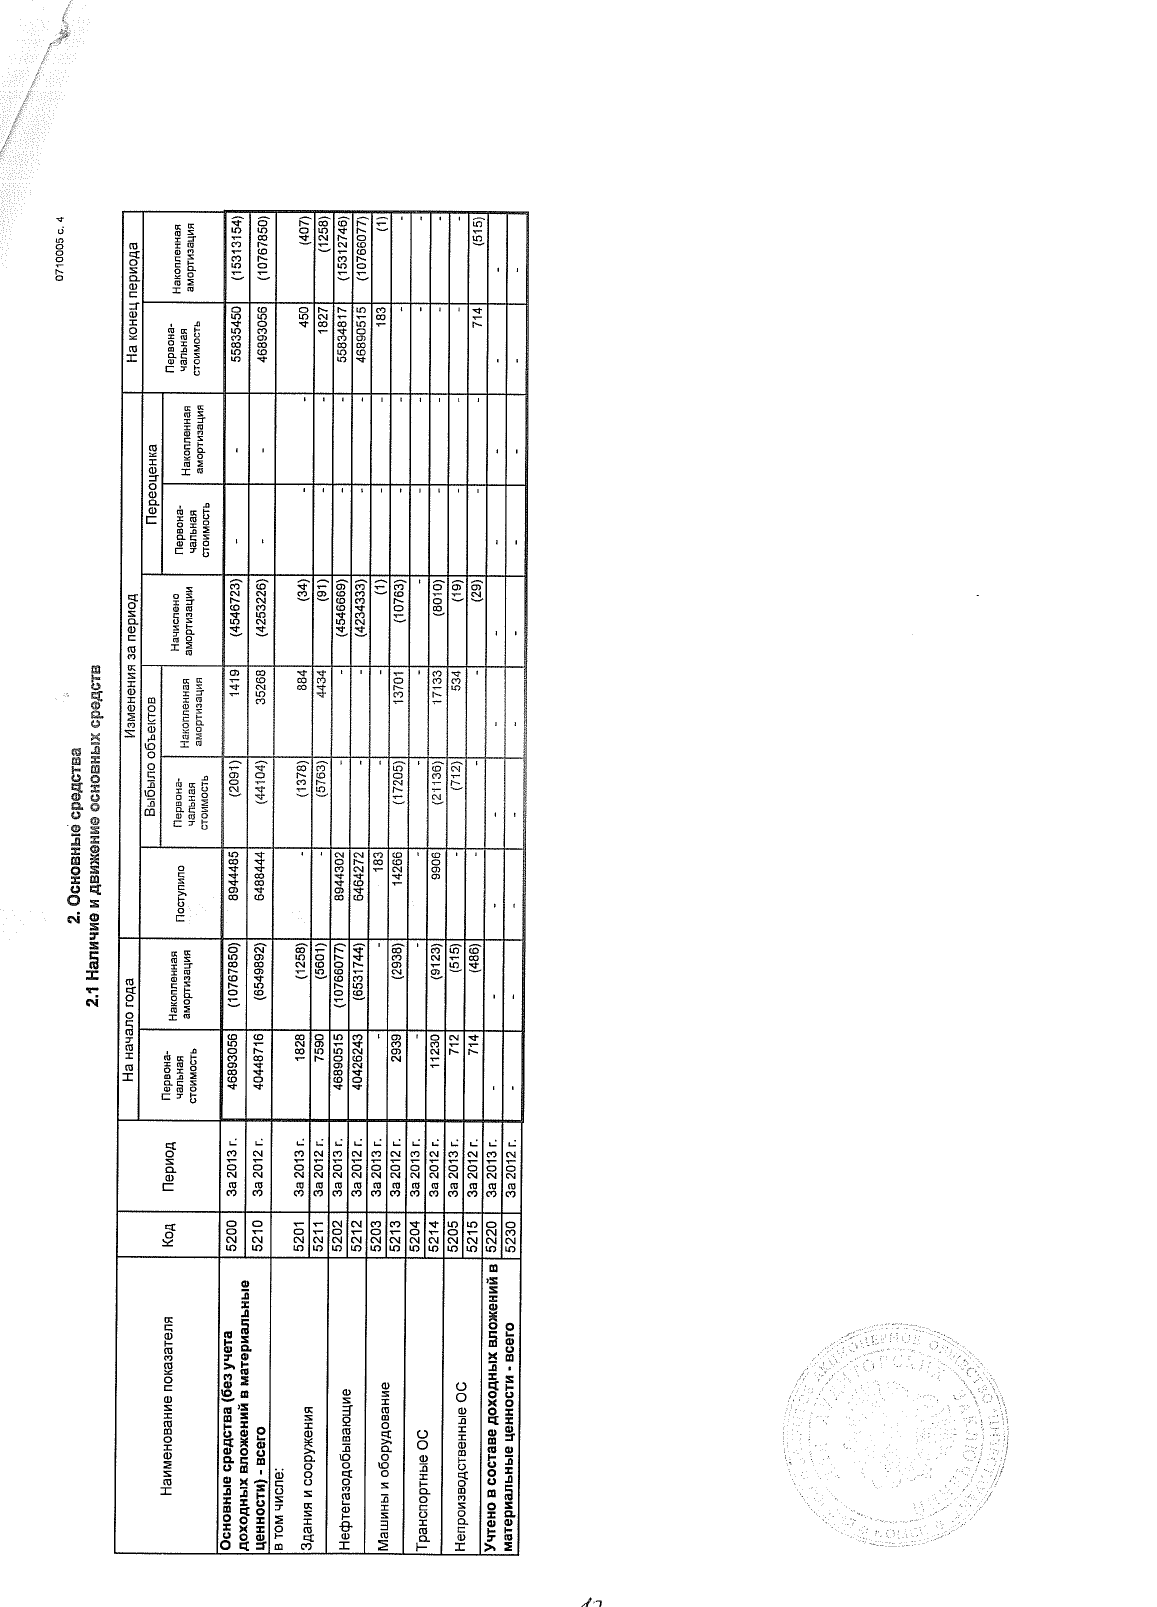 0710005 с. 4
2. Основные средства
2.1 Наличие и движение основных средств
Наименование показателя Код Период На начало года Изменения за период На конец периода
Первона-чальная стоимость Накопленная амортизация Поступило Выбыло объектов Начислено амортизации Переоценка Первона-чальная стоимость Накопленная амортизация
Первона-чальная стоимость Накопленная амортизация Первона-чальная стоимость Накопленная амортизация
Основные средства (без учета доходных вложений в материальные ценности) - всего 5200 За 2013 г. 46893056 (10767850) 8944485 (2091) 1419 (4546723) - - 55835450 (15313154)
5210 За 2012 г. 40448716 (6549892) 6488444 (44104) 35268 (4253226) - - 46893056 (10767850)
в том числе:
Здания и сооружения 5201 За 2013 г. 1828 (1258) - (1378) 884 (34) - - 450 (407)
5211 За 2012 г. 7590 (5601) - (5763) 4434 (91) - - 1827 (1258)
Нефтегазодобывающие 5202 За 2013 г. 46890515 (10766077) 8944302 - - (4546669) - - 55834817 (15312746)
5212 За 2012 г. 40426243 (6531744) 6464272 - - (4234333) - - 46890515 (10766077)
Машины и оборудование 5203 За 2013 г. - - 183 - - (1) - - 183 (1)
5213 За 2012 г. 2939 (2938) 14266 (17205) 13701 (10763) - - - -
Транспортные ОС 5204 За 2013 г. - - - - - - - - - -
5214 За 2012 г. 11230 (9123) 9906 (21136) 17133 (8010) - - - -
Непроизводственные ОС 5205 За 2013 г. 712 (515) - (712) 534 (19) - - - -
5215 За 2012 г. 714 (486) - - - (29) - - 714 (515)
Учтено в составе доходных вложений в материальные ценности - всего 5220 За 2013 г. - - - - - - - - - -
5230 За 2012 г. - - - - - - - - - -